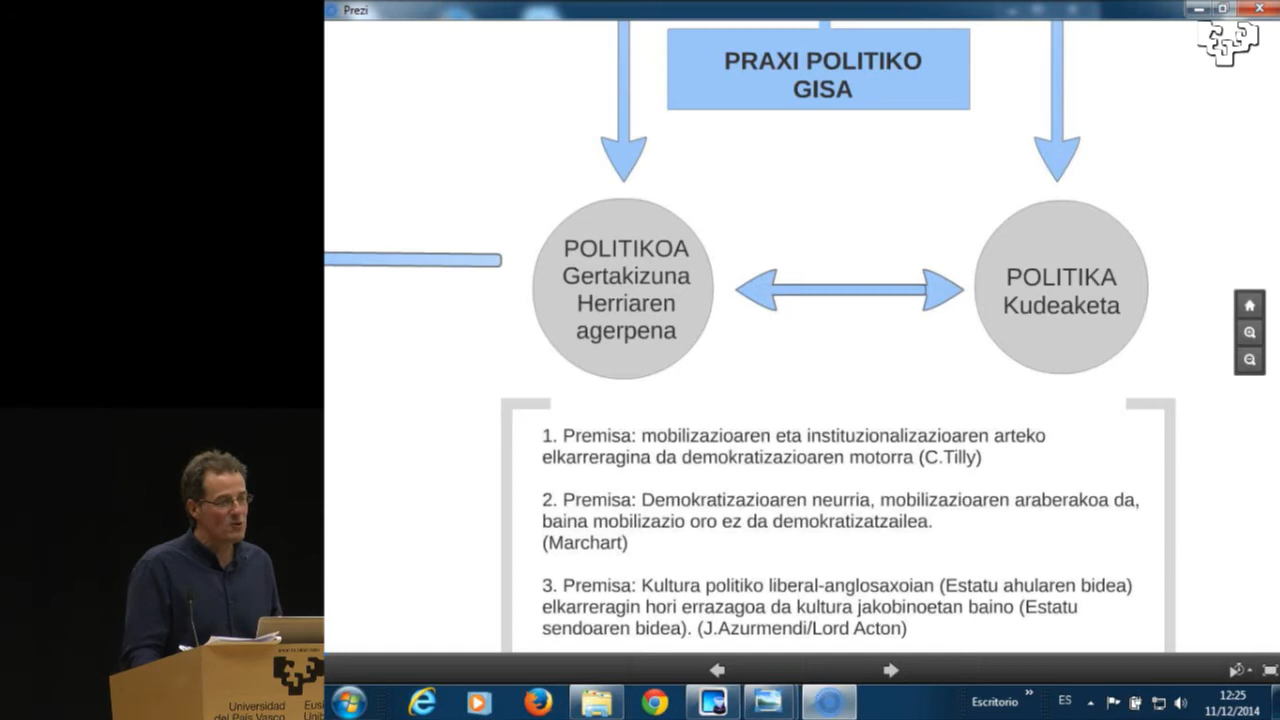 Prezi
PRAXI POLITIKO
GISA
POLITIKOA
Gertakizuna
Herriaren
agerpena
POLITIKA
Kudeaketa
1. Premisa: mobilizazioaren eta instituzionalizazioaren arteko
elkarreragina da demokratizazioaren motorra (C.Tilly)
2. Premisa: Demokratizazioaren neurria, mobilizazioaren araberakoa da,
baina mobilizazio oro ez da demokratizatzailea.
(Marchart)
3. Premisa: Kultura politiko liberal-anglosaxoian (Estatu ahularen bidea)
elkarreragin hori errazagoa da kultura jakobinoetan baino (Estatu
sendoaren bidea). (J.Azurmendi/Lord Acton)
Universidad
del País Vasco
Escritorio
ES
12:25
11/12/2014